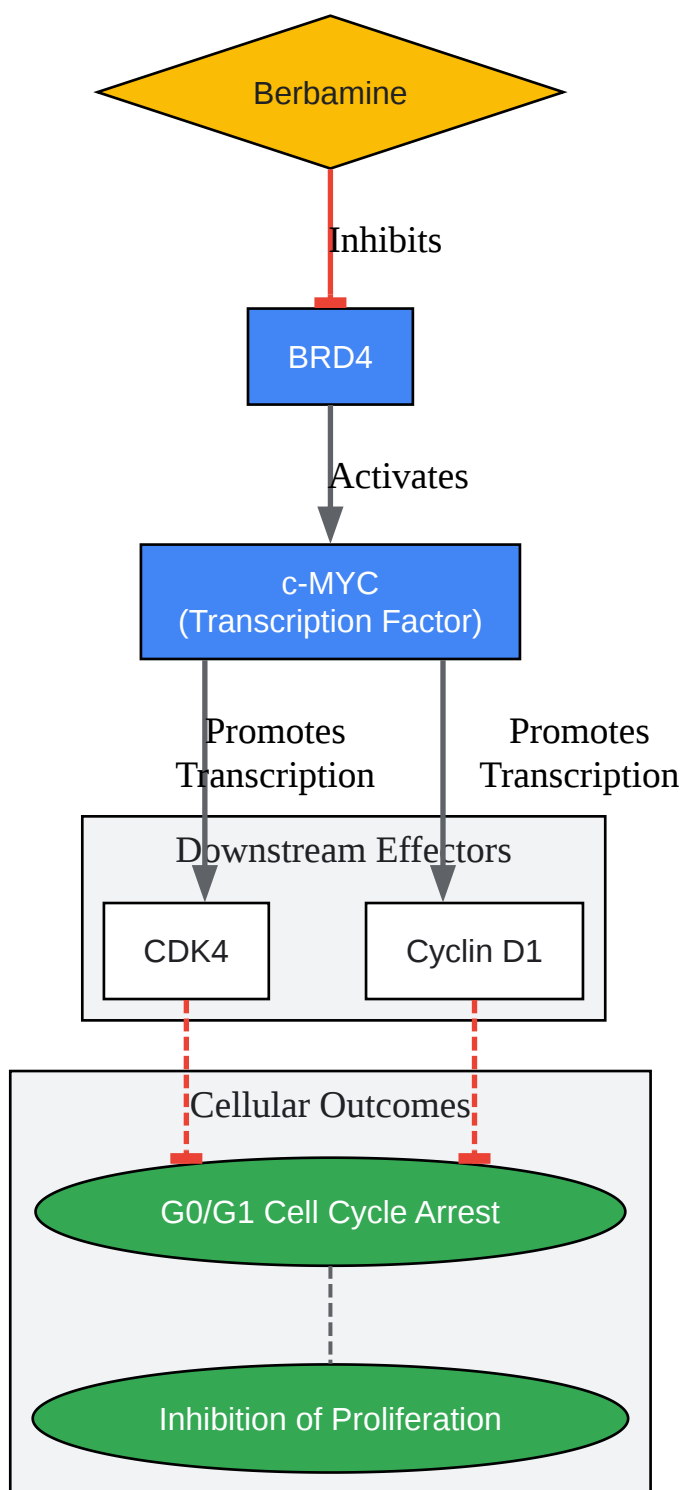 Berbamine
Inhibits
BRD4
Activates
c-MYC
(Transcription Factor)
Promotes
Transcription
Promotes
Transcription
Downstream Effectors
CDK4
Cyclin D1
Cellular Outcomes
G0/G1 Cell Cycle Arrest
Inhibition of Proliferation